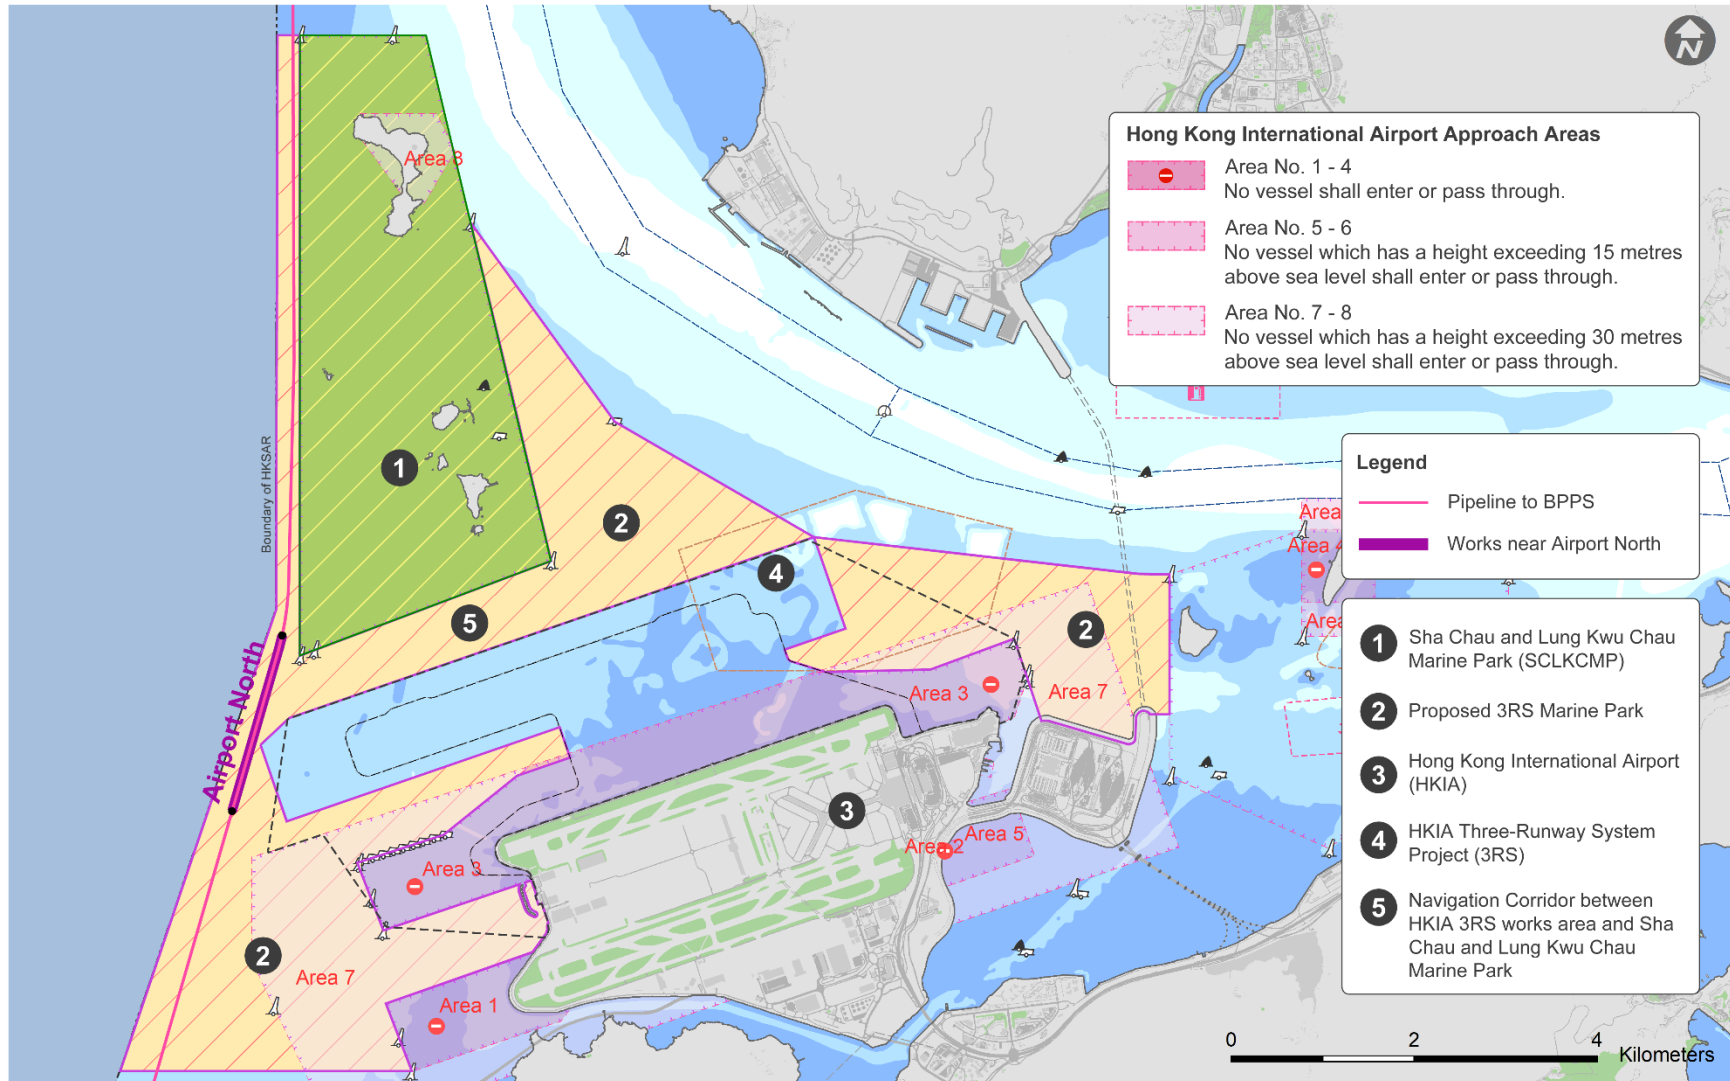 N
Hong Kong International Airport Approach Areas
Area No. 1 - 4
No vessel shall enter or pass through.
Area No. 5 - 6
No vessel which has a height exceeding 15 metres
above sea level shall enter or pass through.
Area No. 7 - 8
No vessel which has a height exceeding 30 metres
above sea level shall enter or pass through.
Area 8
Boundary of HKSAR
1
2
4
5
2
Airport North
Area 3
Area 7
Area
Area 4
Area
3
Area 3
Area 5
Area 2
2
Area 7
Area 1
Legend
Pipeline to BPPS
Works near Airport North
1
Sha Chau and Lung Kwu Chau
Marine Park (SCLKCMP)
2
Proposed 3RS Marine Park
3
Hong Kong International Airport
(HKIA)
4
HKIA Three-Runway System
Project (3RS)
5
Navigation Corridor between
HKIA 3RS works area and Sha
Chau and Lung Kwu Chau
Marine Park
0 2 4
Kilometers